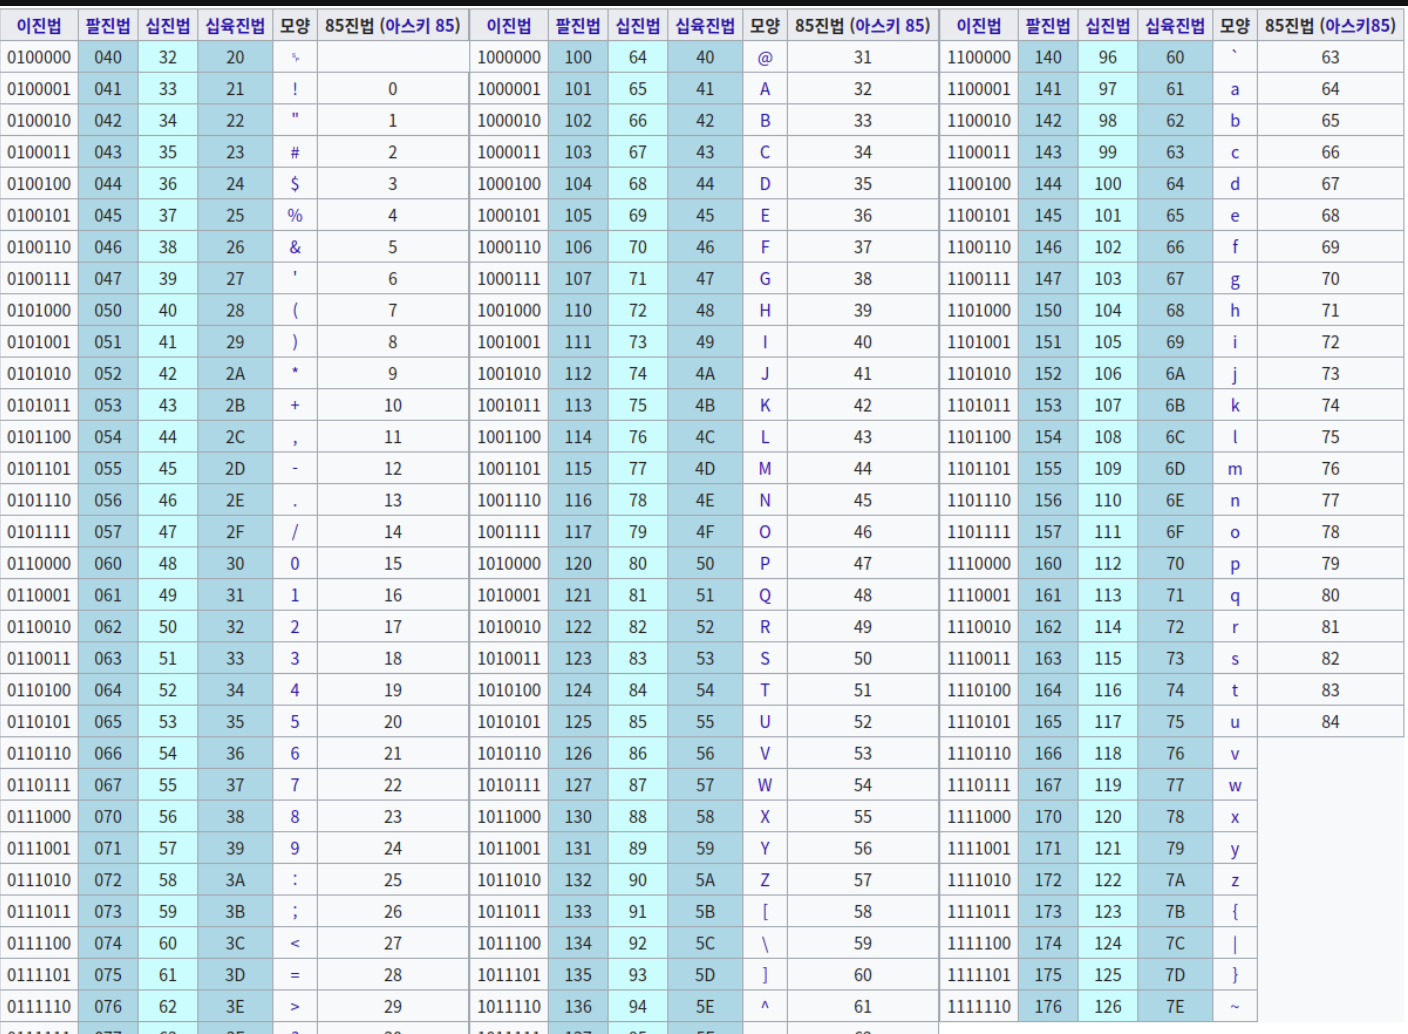 이진법 팔진법 십진법 십육진법 모양 85진법 (아스키 85) 이진법 팔진법 십진법 십육진법 모양 85진법 (아스키 85) 이진법 팔진법 십진법 십육진법 모양 85진법 (아스키85)
0100000 040 32 20 ␠ 1000000 100 64 40 @ 31 1100000 140 96 60 ` 63
0100001 041 33 21 ! 0 1000001 101 65 41 A 32 1100001 141 97 61 a 64
0100010 042 34 22 " 1 1000010 102 66 42 B 33 1100010 142 98 62 b 65
0100011 043 35 23 # 2 1000011 103 67 43 C 34 1100011 143 99 63 c 66
0100100 044 36 24 $ 3 1000100 104 68 44 D 35 1100100 144 100 64 d 67
0100101 045 37 25 % 4 1000101 105 69 45 E 36 1100101 145 101 65 e 68
0100110 046 38 26 & 5 1000110 106 70 46 F 37 1100110 146 102 66 f 69
0100111 047 39 27 ' 6 1000111 107 71 47 G 38 1100111 147 103 67 g 70
0101000 050 40 28 ( 7 1001000 110 72 48 H 39 1101000 150 104 68 h 71
0101001 051 41 29 ) 8 1001001 111 73 49 I 40 1101001 151 105 69 i 72
0101010 052 42 2A * 9 1001010 112 74 4A J 41 1101010 152 106 6A j 73
0101011 053 43 2B + 10 1001011 113 75 4B K 42 1101011 153 107 6B k 74
0101100 054 44 2C , 11 1001100 114 76 4C L 43 1101100 154 108 6C l 75
0101101 055 45 2D - 12 1001101 115 77 4D M 44 1101101 155 109 6D m 76
0101110 056 46 2E . 13 1001110 116 78 4E N 45 1101110 156 110 6E n 77
0101111 057 47 2F / 14 1001111 117 79 4F O 46 1101111 157 111 6F o 78
0110000 060 48 30 0 15 1010000 120 80 50 P 47 1110000 160 112 70 p 79
0110001 061 49 31 1 16 1010001 121 81 51 Q 48 1110001 161 113 71 q 80
0110010 062 50 32 2 17 1010010 122 82 52 R 49 1110010 162 114 72 r 81
0110011 063 51 33 3 18 1010011 123 83 53 S 50 1110011 163 115 73 s 82
0110100 064 52 34 4 19 1010100 124 84 54 T 51 1110100 164 116 74 t 83
0110101 065 53 35 5 20 1010101 125 85 55 U 52 1110101 165 117 75 u 84
0110110 066 54 36 6 21 1010110 126 86 56 V 53 1110110 166 118 76 v
0110111 067 55 37 7 22 1010111 127 87 57 W 54 1110111 167 119 77 w
0111000 070 56 38 8 23 1011000 130 88 58 X 55 1111000 170 120 78 x
0111001 071 57 39 9 24 1011001 131 89 59 Y 56 1111001 171 121 79 y
0111010 072 58 3A : 25 1011010 132 90 5A Z 57 1111010 172 122 7A z
0111011 073 59 3B ; 26 1011011 133 91 5B [ 58 1111011 173 123 7B {
0111100 074 60 3C < 27 1011100 134 92 5C \ 59 1111100 174 124 7C |
0111101 075 61 3D = 28 1011101 135 93 5D ] 60 1111101 175 125 7D }
0111110 076 62 3E > 29 1011110 136 94 5E ^ 61 1111110 176 126 7E ~